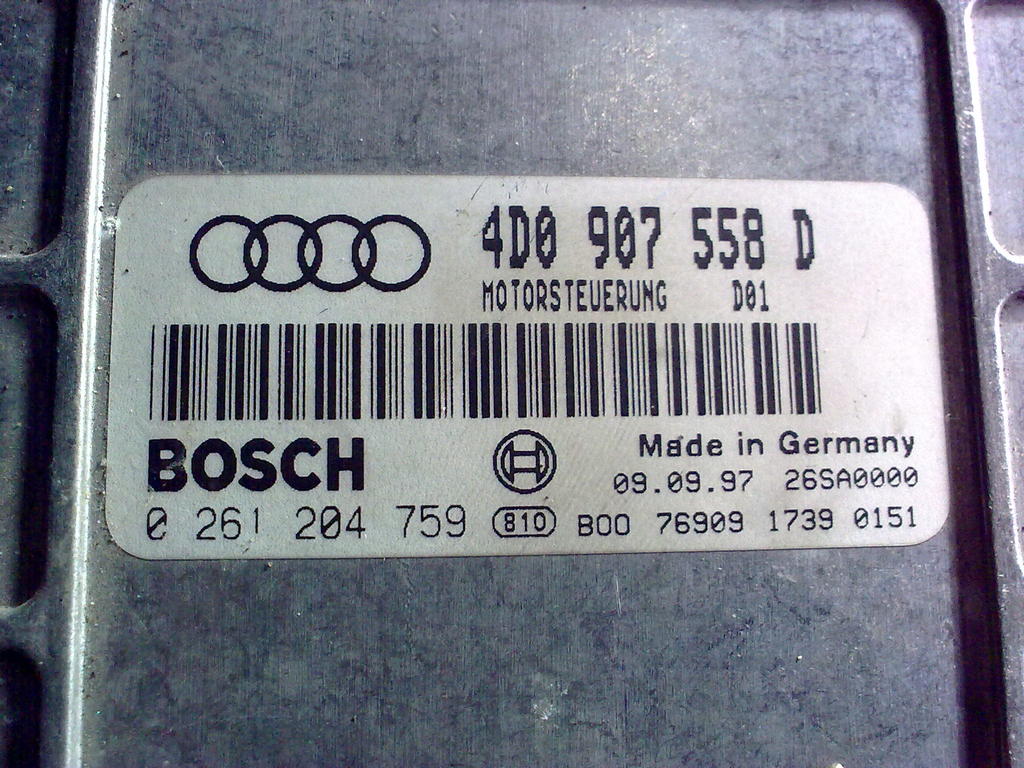 4D0 907 558 D
MOTORSTEUERUNG D01
BOSCH
Made in Germany
09.09.97 26SA0000
0 261 204 759 810 B00 76909 1739 0151